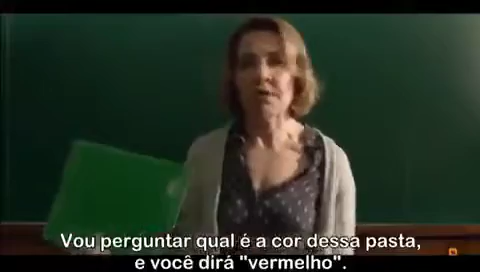 Vou perguntar qual é a cor dessa pasta,
e você dirá "vermelho".